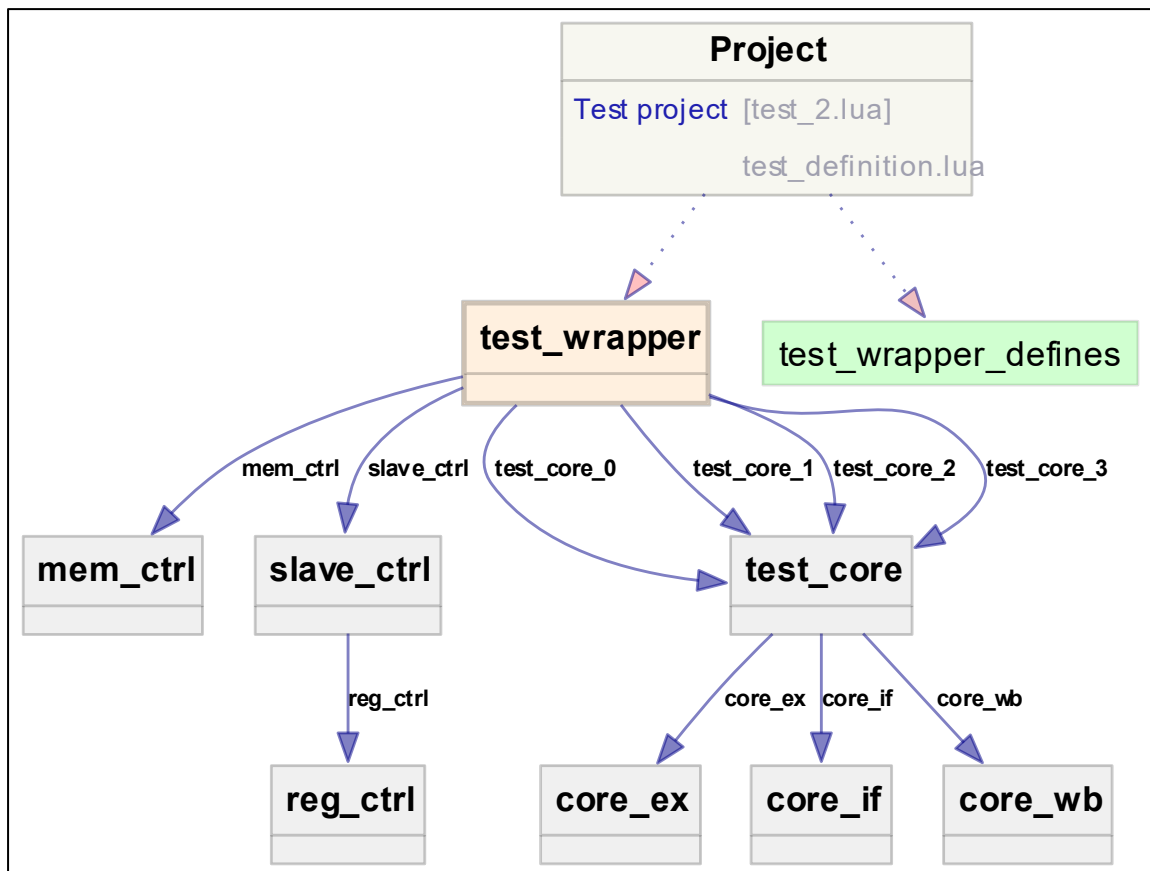 Project
Test project [test_2.lua]
test_definition.lua
test_wrapper
test_wrapper_defines
mem_ctrl slave_ctrl test_core_0 test_core_1 test_core_2 test_core_3
mem_ctrl slave_ctrl test_core
reg_ctrl core_ex core_if core_wb
reg_ctrl core_ex core_if core_wb